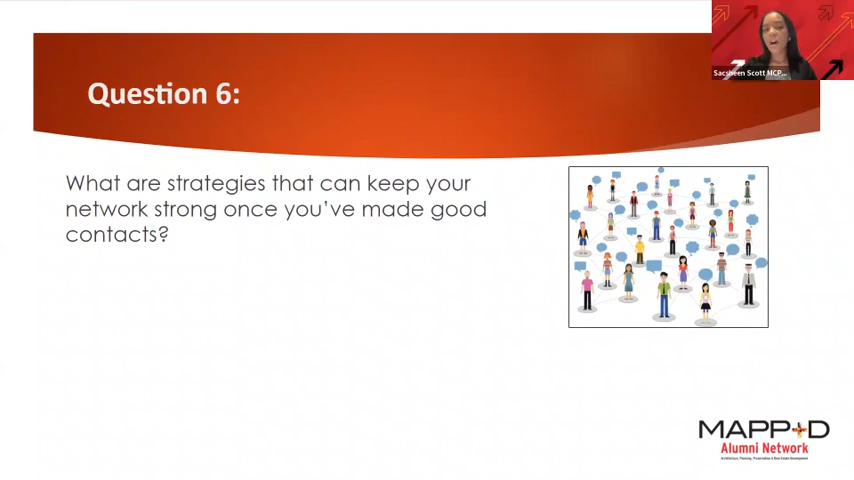 Sacsheen Scott MCP...
Question 6:
What are strategies that can keep your
network strong once you've made good
contacts?
MAPP+D
Alumni Network
Architecture, Planning, Preservation & Real Estate Development